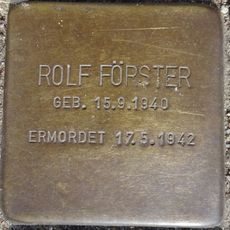 ROLF FÖRSTER
GEB. 15.9.1940
ERMORDET 17.5.1942